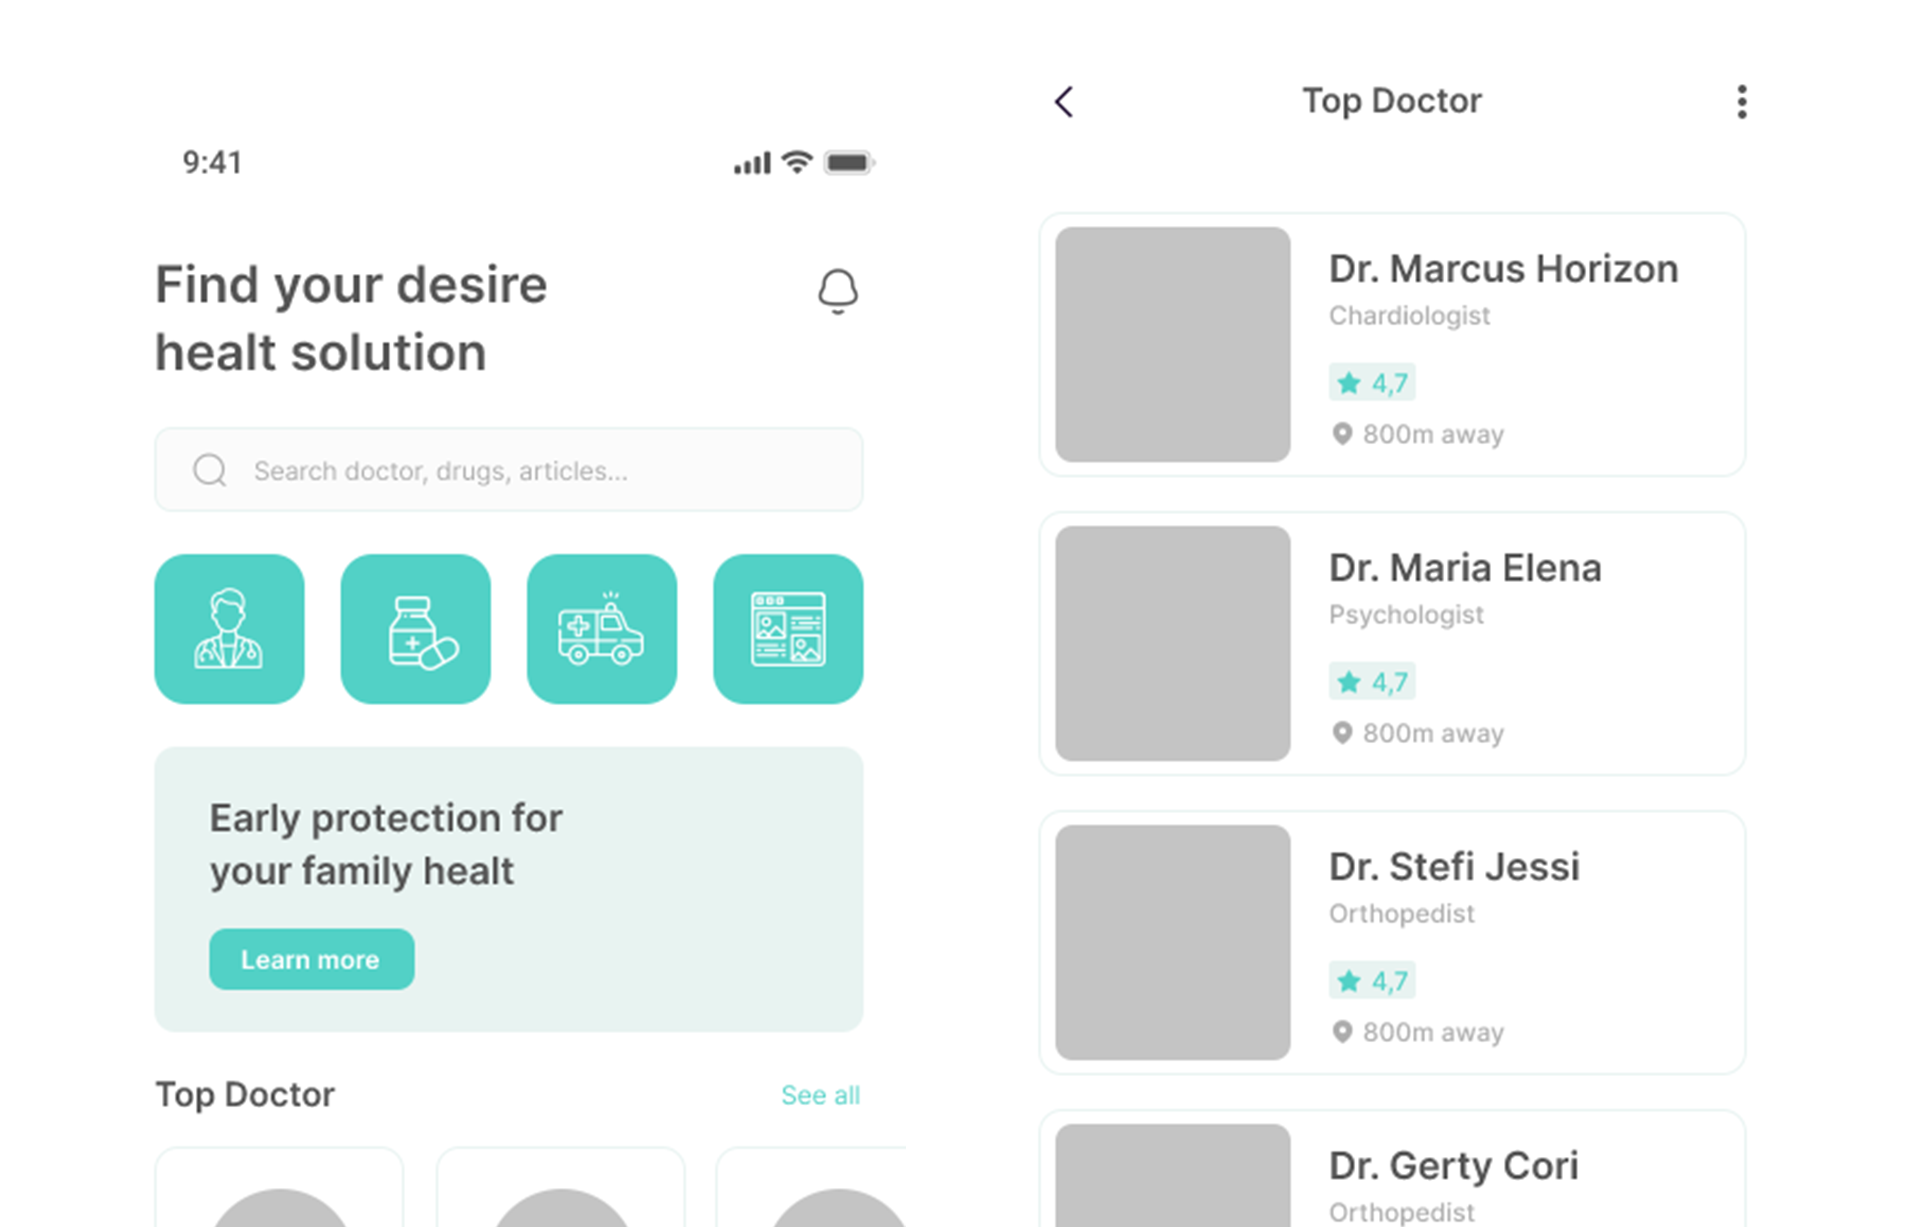 9:41
Find your desire
healt solution
Search doctor, drugs, articles...
Early protection for
your family healt
Learn more
Top Doctor
See all
Top Doctor
Dr. Marcus Horizon
Chardiologist
4,7
800m away
Dr. Maria Elena
Psychologist
4,7
800m away
Dr. Stefi Jessi
Orthopedist
4,7
800m away
Dr. Gerty Cori
Orthopedist